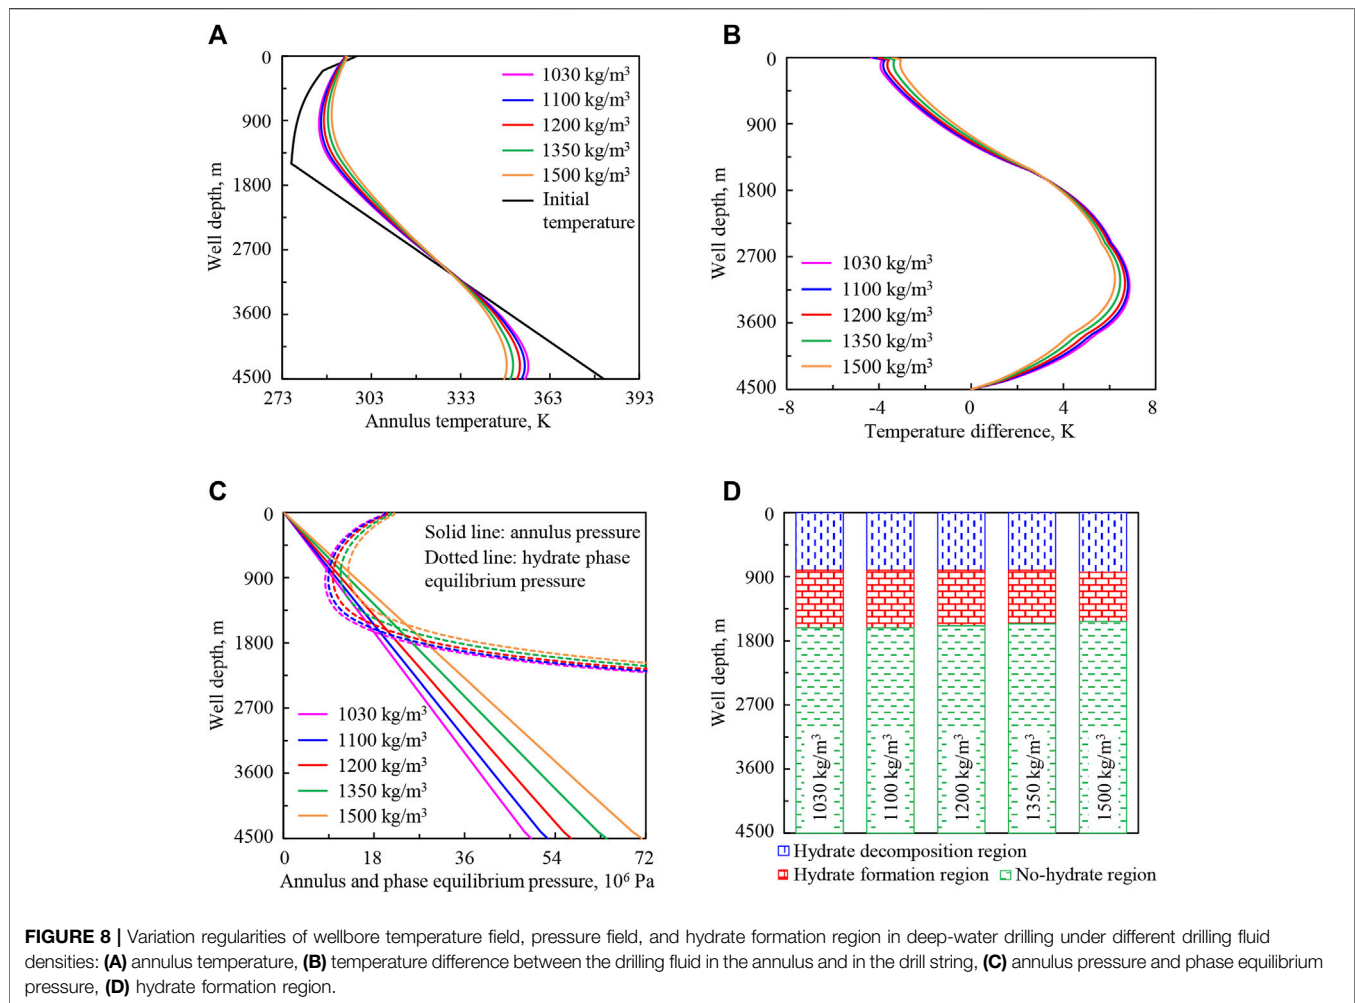 A
0
900
1800
2700
3600
4500
Well depth, m
1030 kg/m³
1100 kg/m³
1200 kg/m³
1350 kg/m³
1500 kg/m³
Initial
temperature
273 303 333 363 393
Annulus temperature, K
B
0
900
1800
2700
3600
4500
Well depth, m
1030 kg/m³
1100 kg/m³
1200 kg/m³
1350 kg/m³
1500 kg/m³
-8 -4 0 4 8
Temperature difference, K
C
0
900
1800
2700
3600
4500
Well depth, m
Solid line: annulus pressure
Dotted line: hydrate phase
equilibrium pressure
1030 kg/m³
1100 kg/m³
1200 kg/m³
1350 kg/m³
1500 kg/m³
0 18 36 54 72
Annulus and phase equilibrium pressure, 10⁶ Pa
D
0
900
1800
2700
3600
4500
Well depth, m
1030 kg/m³
1100 kg/m³
1200 kg/m³
1350 kg/m³
1500 kg/m³
Hydrate decomposition region
Hydrate formation region No-hydrate region
FIGURE 8 | Variation regularities of wellbore temperature field, pressure field, and hydrate formation region in deep-water drilling under different drilling fluid
densities: (A) annulus temperature, (B) temperature difference between the drilling fluid in the annulus and in the drill string, (C) annulus pressure and phase equilibrium
pressure, (D) hydrate formation region.